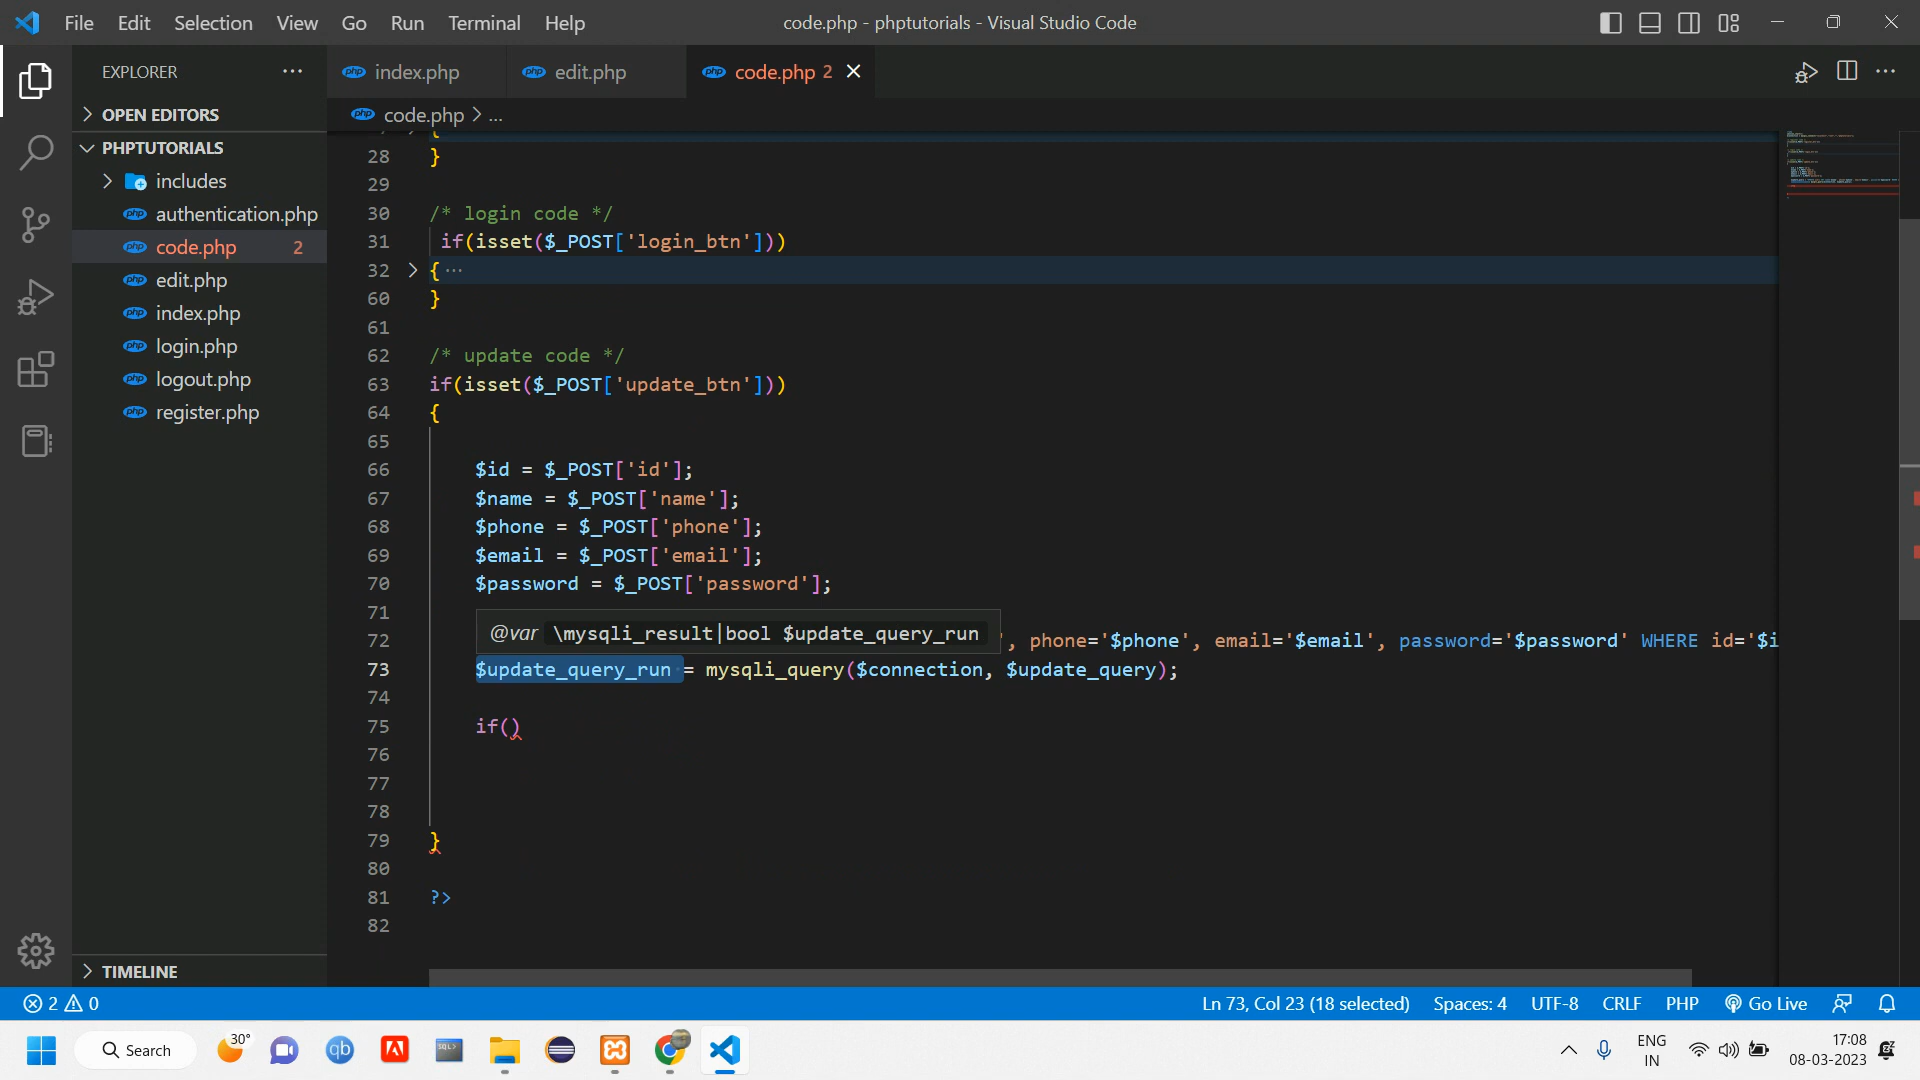 File Edit Selection View Go Run Terminal Help
code.php - phptutorials - Visual Studio Code
EXPLORER
index.php
edit.php
code.php 2
OPEN EDITORS
code.php > ...
PHPTUTORIALS
includes
authentication.php
code.php 2
edit.php
index.php
login.php
logout.php
register.php
TIMELINE
28 }
29
30 /* login code */
31 if(isset($_POST['login_btn']))
32 { ...
60 }
61
62 /* update code */
63 if(isset($_POST['update_btn']))
64 {
65
66 $id = $_POST['id'];
67 $name = $_POST['name'];
68 $phone = $_POST['phone'];
69 $email = $_POST['email'];
70 $password = $_POST['password'];
71
@var \mysqli_result|bool $update_query_run
72 ', phone='$phone', email='$email', password='$password' WHERE id='$i
73 $update_query_run = mysqli_query($connection, $update_query);
74
75 if()
76
77
78
79 }
80
81 ?>
82
2 0
Ln 73, Col 23 (18 selected) Spaces: 4 UTF-8 CRLF PHP Go Live
30°
Search
qb
SQL>
ENG
IN
17:08
08-03-2023